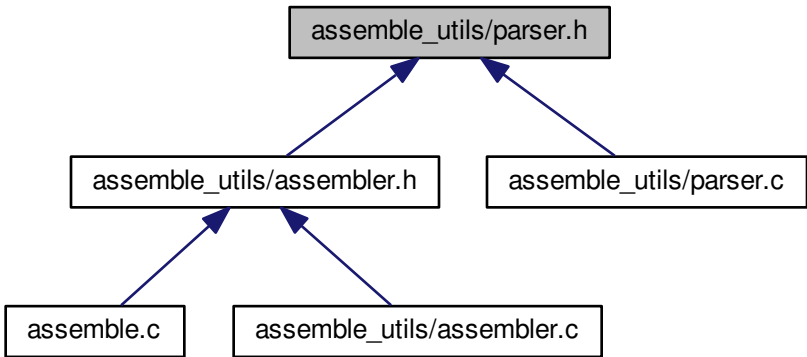 assemble_utils/parser.h
assemble_utils/assembler.h
assemble_utils/parser.c
assemble.c
assemble_utils/assembler.c